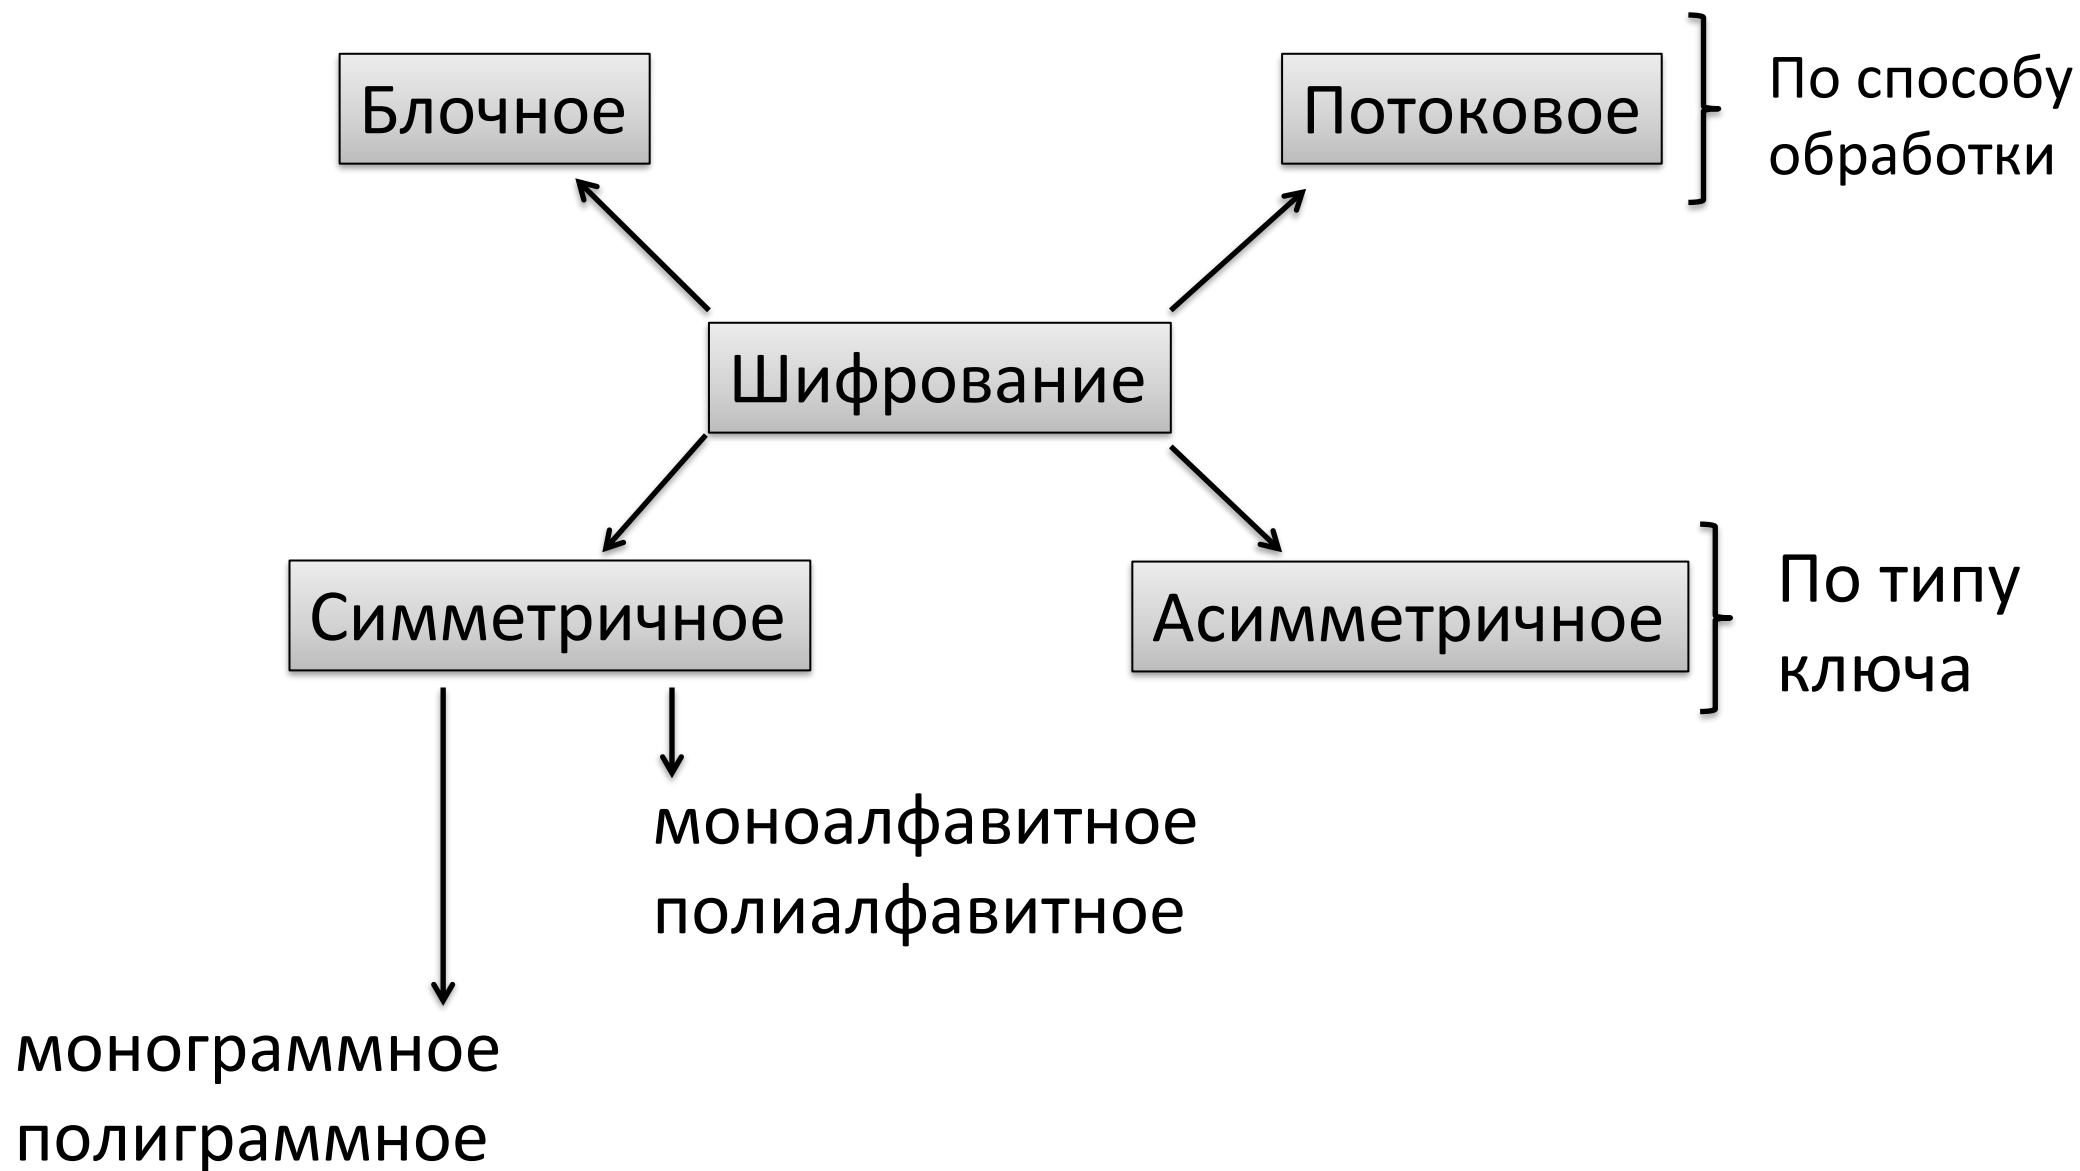 Блочное
Потоковое
По способу
обработки
Шифрование
Симметричное
Асимметричное
По типу
ключа
моноалфавитное
полиалфавитное
монограммное
полиграммное